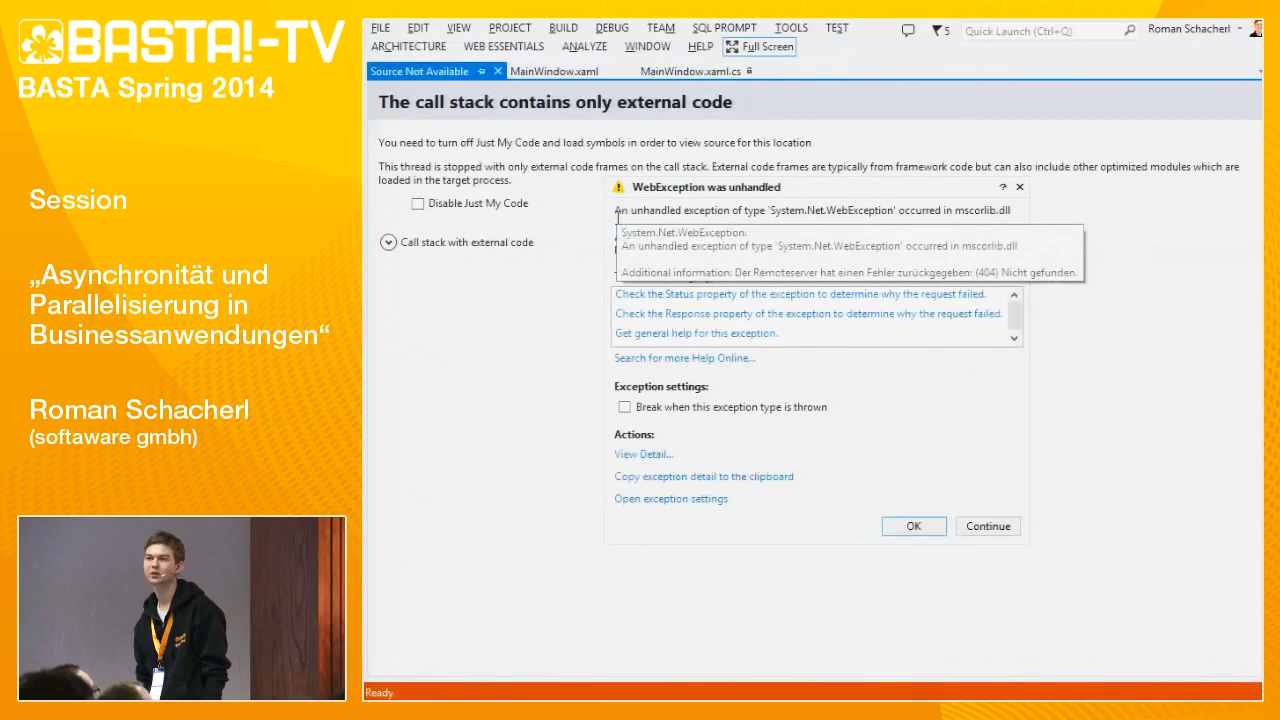 BASTA!-TV
BASTA Spring 2014
Session
„Asynchronität und
Parallelisierung in
Businessanwendungen“
Roman Schacherl
(softaware gmbh)
FILE EDIT VIEW PROJECT BUILD DEBUG TEAM SQL PROMPT TOOLS TEST
5 Quick Launch (Ctrl+Q) Roman Schacherl
ARCHITECTURE WEB ESSENTIALS ANALYZE WINDOW HELP Full Screen
Source Not Available MainWindow.xaml MainWindow.xaml.cs
The call stack contains only external code
You need to turn off Just My Code and load symbols in order to view source for this location
This thread is stopped with only external code frames on the call stack. External code frames are typically from framework code but can also include other optimized modules which are
loaded in the target process.
Disable Just My Code
Call stack with external code
WebException was unhandled
An unhandled exception of type 'System.Net.WebException' occurred in mscorlib.dll
System.Net.WebException:
An unhandled exception of type 'System.Net.WebException' occurred in mscorlib.dll
Additional information: Der Remoteserver hat einen Fehler zurückgegeben: (404) Nicht gefunden.
Check the Status property of the exception to determine why the request failed.
Check the Response property of the exception to determine why the request failed.
Get general help for this exception.
Search for more Help Online...
Exception settings:
Break when this exception type is thrown
Actions:
View Detail...
Copy exception detail to the clipboard
Open exception settings
OK Continue
Ready